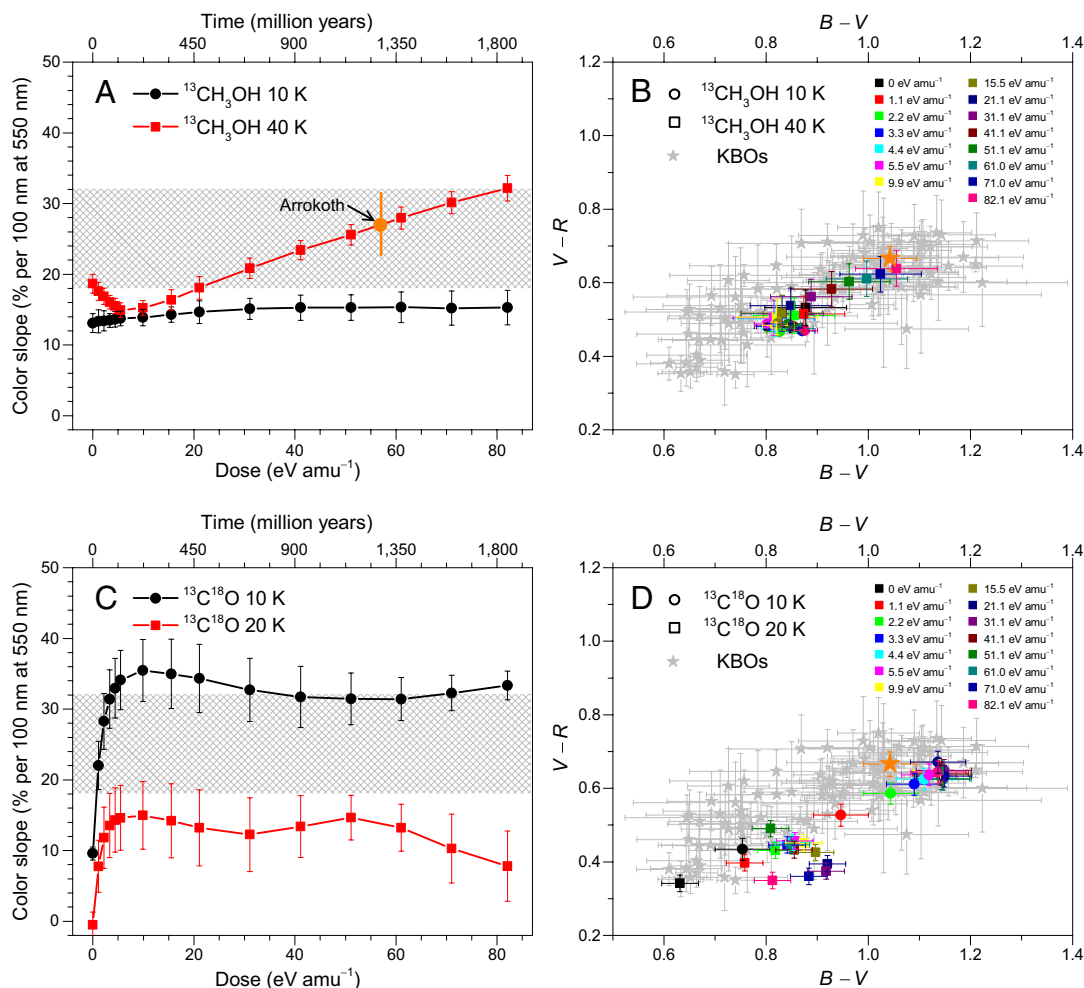 Time (million years)
0 450 900 1,350 1,800
A
¹³CH₃OH 10 K
¹³CH₃OH 40 K
Arrokoth
Color slope (% per 100 nm at 550 nm)
50
40
30
20
10
0
0 20 40 60 80
Dose (eV amu⁻¹)
B – V
0.6 0.8 1.0 1.2 1.4
B
¹³CH₃OH 10 K
¹³CH₃OH 40 K
KBOs
0 eV amu⁻¹
1.1 eV amu⁻¹
2.2 eV amu⁻¹
3.3 eV amu⁻¹
4.4 eV amu⁻¹
5.5 eV amu⁻¹
9.9 eV amu⁻¹
15.5 eV amu⁻¹
21.1 eV amu⁻¹
31.1 eV amu⁻¹
41.1 eV amu⁻¹
51.1 eV amu⁻¹
61.0 eV amu⁻¹
71.0 eV amu⁻¹
82.1 eV amu⁻¹
V – R
1.2
1.0
0.8
0.6
0.4
0.2
0.6 0.8 1.0 1.2 1.4
B – V
Time (million years)
0 450 900 1,350 1,800
C
¹³C¹⁸O 10 K
¹³C¹⁸O 20 K
Color slope (% per 100 nm at 550 nm)
50
40
30
20
10
0
0 20 40 60 80
Dose (eV amu⁻¹)
B – V
0.6 0.8 1.0 1.2 1.4
D
¹³C¹⁸O 10 K
¹³C¹⁸O 20 K
KBOs
0 eV amu⁻¹
1.1 eV amu⁻¹
2.2 eV amu⁻¹
3.3 eV amu⁻¹
4.4 eV amu⁻¹
5.5 eV amu⁻¹
9.9 eV amu⁻¹
15.5 eV amu⁻¹
21.1 eV amu⁻¹
31.1 eV amu⁻¹
41.1 eV amu⁻¹
51.1 eV amu⁻¹
61.0 eV amu⁻¹
71.0 eV amu⁻¹
82.1 eV amu⁻¹
V – R
1.2
1.0
0.8
0.6
0.4
0.2
0.6 0.8 1.0 1.2 1.4
B – V